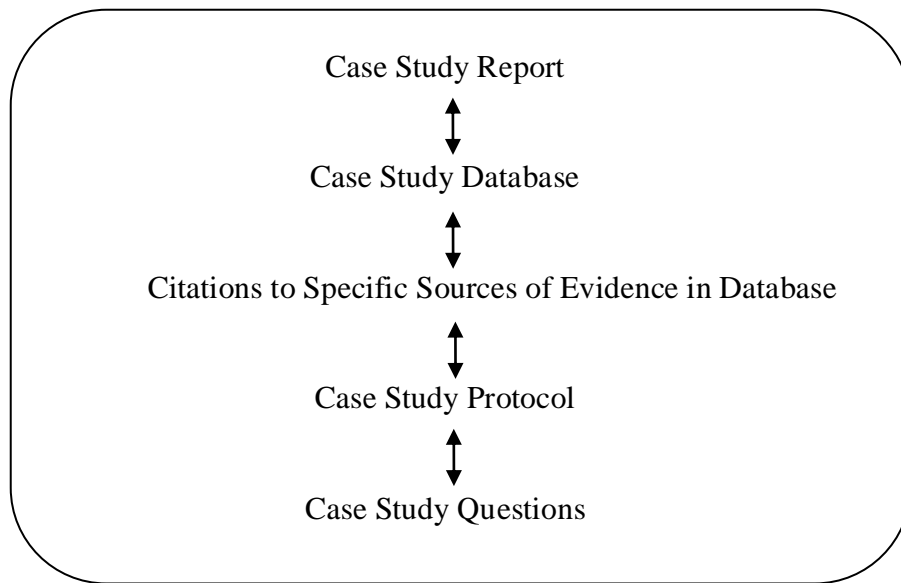 Case Study Report
Case Study Database
Citations to Specific Sources of Evidence in Database
Case Study Protocol
Case Study Questions